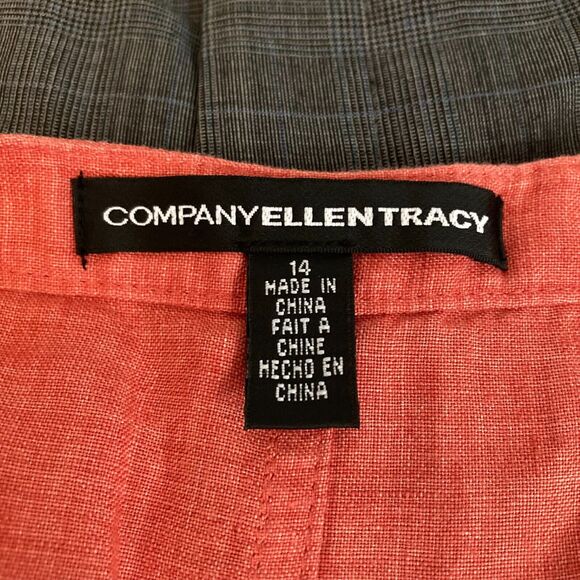 COMPANYELLENTRACY
14
MADE IN
CHINA
FAIT A
CHINE
HECHO EN
CHINA